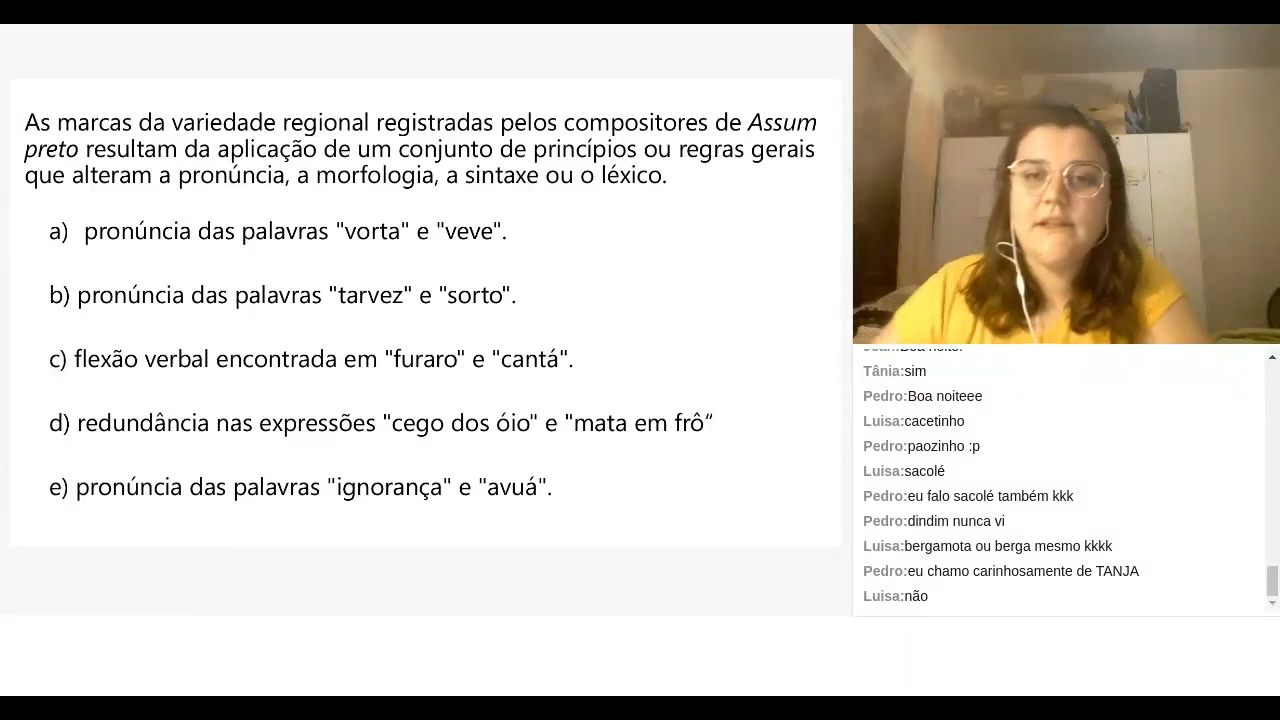 As marcas da variedade regional registradas pelos compositores de Assum
preto resultam da aplicação de um conjunto de princípios ou regras gerais
que alteram a pronúncia, a morfologia, a sintaxe ou o léxico.
a) pronúncia das palavras "vorta" e "veve".
b) pronúncia das palavras "tarvez" e "sorto".
c) flexão verbal encontrada em "furaro" e "cantá".
d) redundância nas expressões "cego dos óio" e "mata em frô“
e) pronúncia das palavras "ignorança" e "avuá".
Tânia:sim
Pedro:Boa noiteee
Luisa:cacetinho
Pedro:paozinho :p
Luisa:sacolé
Pedro:eu falo sacolé também kkk
Pedro:dindim nunca vi
Luisa:bergamota ou berga mesmo kkkk
Pedro:eu chamo carinhosamente de TANJA
Luisa:não